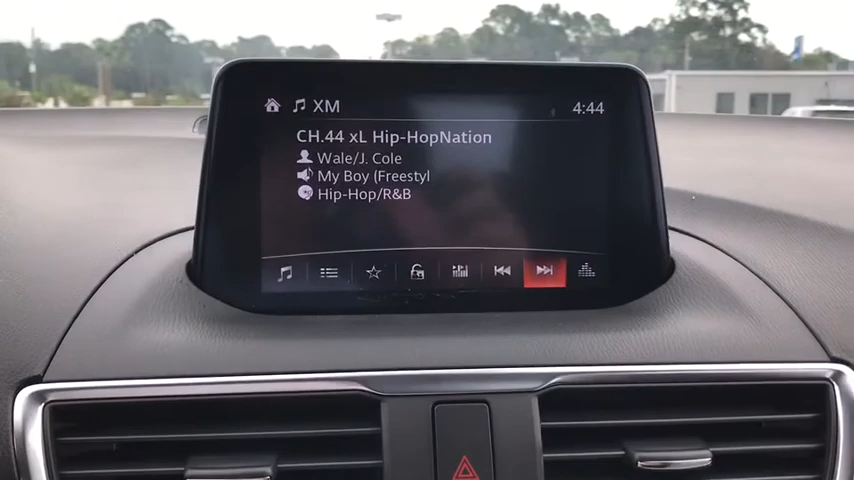 XM 4:44
CH.44 xL Hip-HopNation
Wale/J. Cole
My Boy (Freestyl
Hip-Hop/R&B